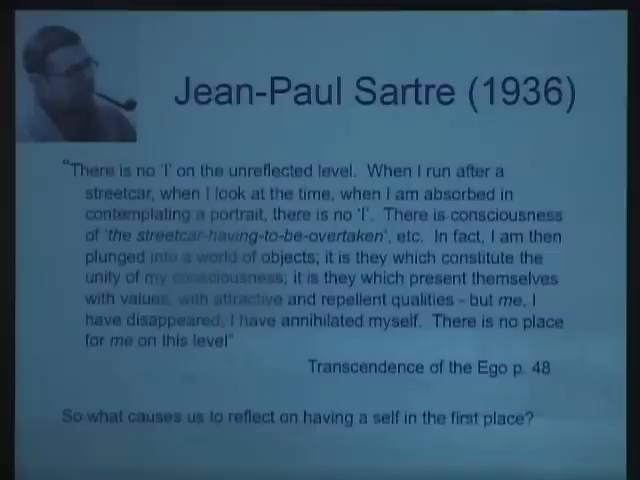 Jean-Paul Sartre (1936)
"There is no 'I' on the unreflected level. When I run after a
streetcar, when I look at the time, when I am absorbed in
contemplating a portrait, there is no 'I'. There is consciousness
of 'the streetcar-having-to-be-overtaken', etc. In fact, I am then
plunged into a world of objects; it is they which constitute the
unity of my consciousness; it is they which present themselves
with values, with attractive and repellent qualities - but me, I
have disappeared; I have annihilated myself. There is no place
for me on this level"
Transcendence of the Ego p. 48
So what causes us to reflect on having a self in the first place?